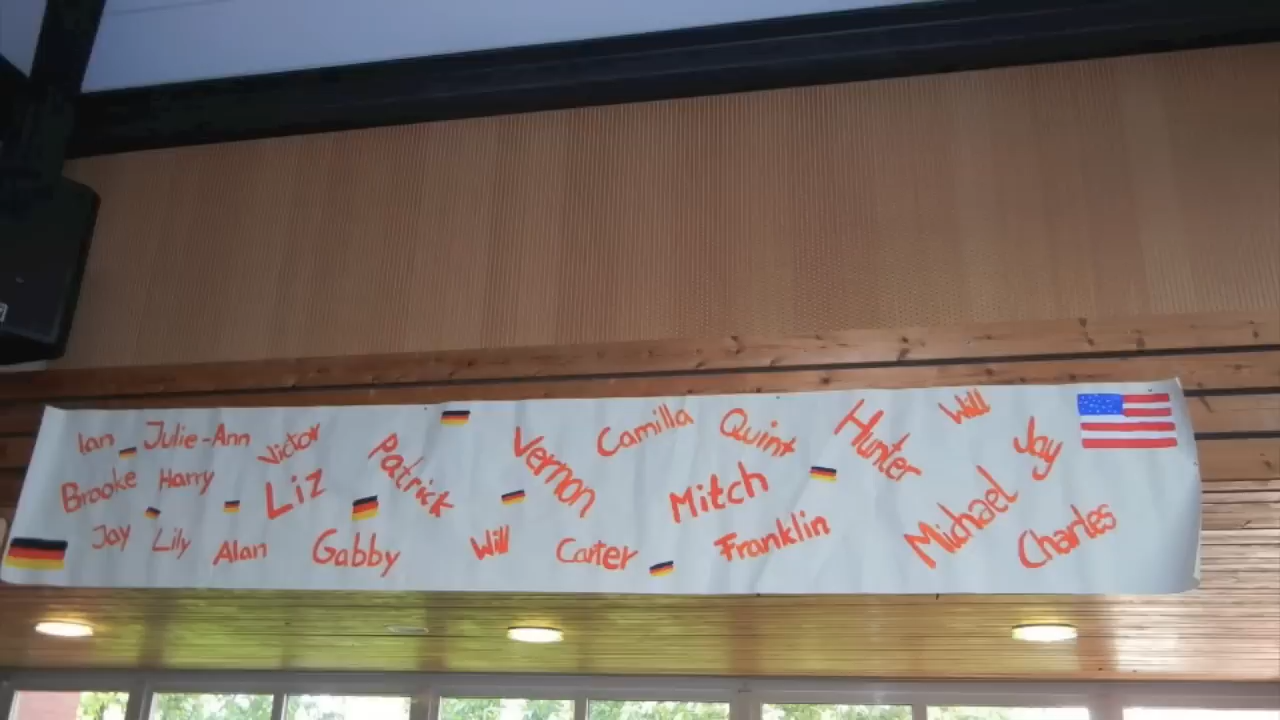 Ian Julie-Ann Victor Patrick Vernon Camilla Quint Hunter Will Jay
Brooke Harry Liz Mitch Michael
Jay Lily Alan Gabby Will Carter Franklin Charles